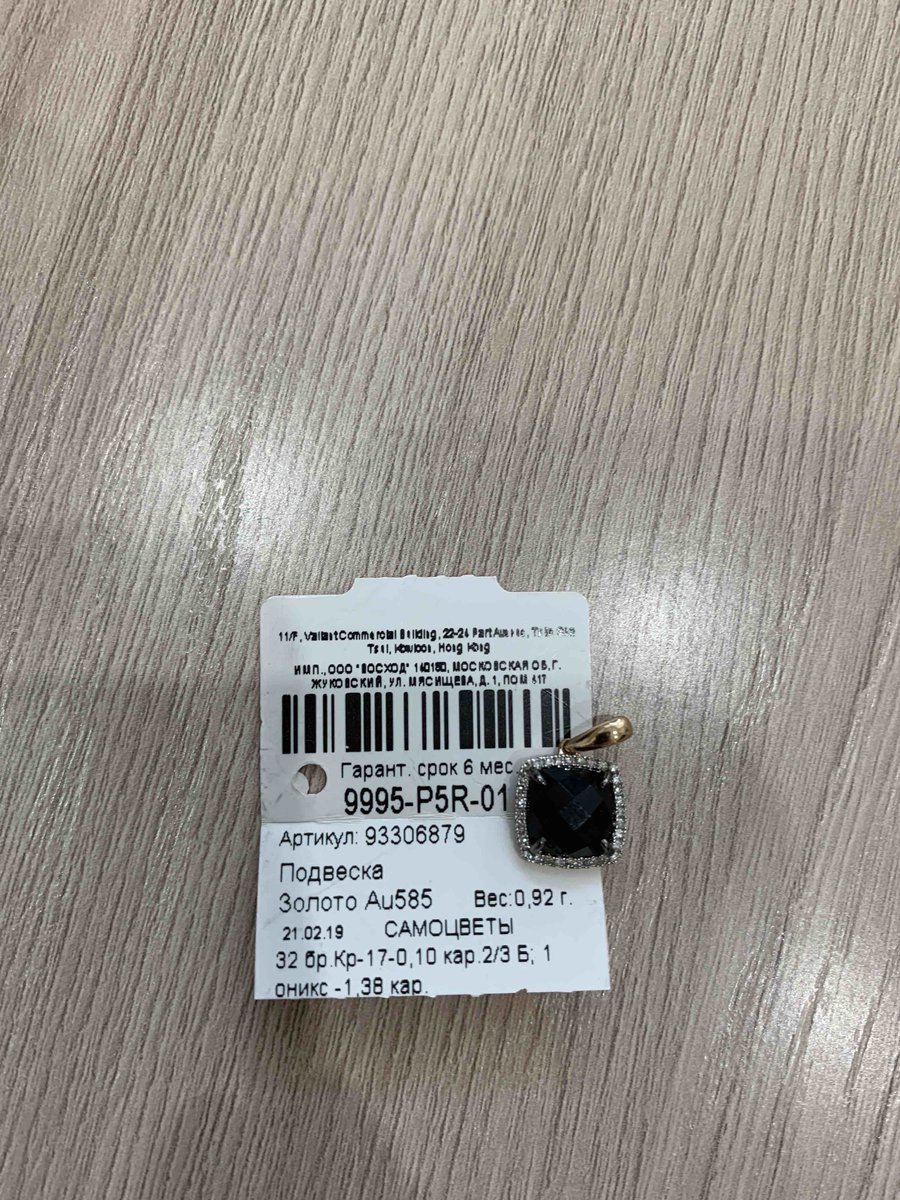 11/F, Valiant Commercial Building, 22-24
Hong Kong
ИМП., ООО "ВОСХОД" 140180, МОСКОВСКАЯ ОБ, Г.
ЖУКОВСКИЙ, УЛ. МЯСИЩЕВА, Д. 1, ПОМ 417
Гарант. срок 6 мес
9995-P5R-01
Артикул: 93306879
Подвеска
Золото Au585 Вес:0,92 г.
21.02.19 САМОЦВЕТЫ
32 бр.Кр-17-0,10 кар.2/3 Б; 1
оникс -1,38 кар.